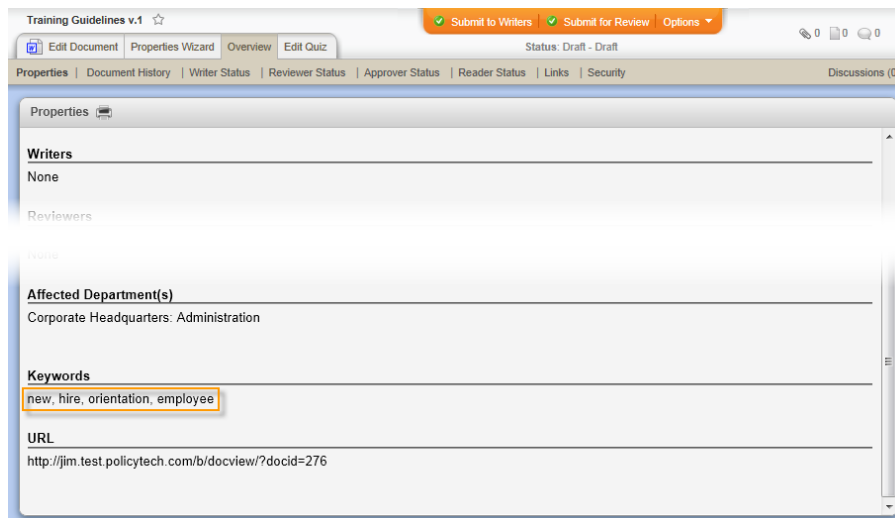 Training Guidelines v.1
Submit to Writers Submit for Review Options
0 0 0
Edit Document Properties Wizard Overview Edit Quiz Status: Draft - Draft
Properties | Document History | Writer Status | Reviewer Status | Approver Status | Reader Status | Links | Security Discussions (0
Properties
Writers
None
Reviewers
None
Affected Department(s)
Corporate Headquarters: Administration
Keywords
new, hire, orientation, employee
URL
http://jim.test.policytech.com/b/docview/?docid=276